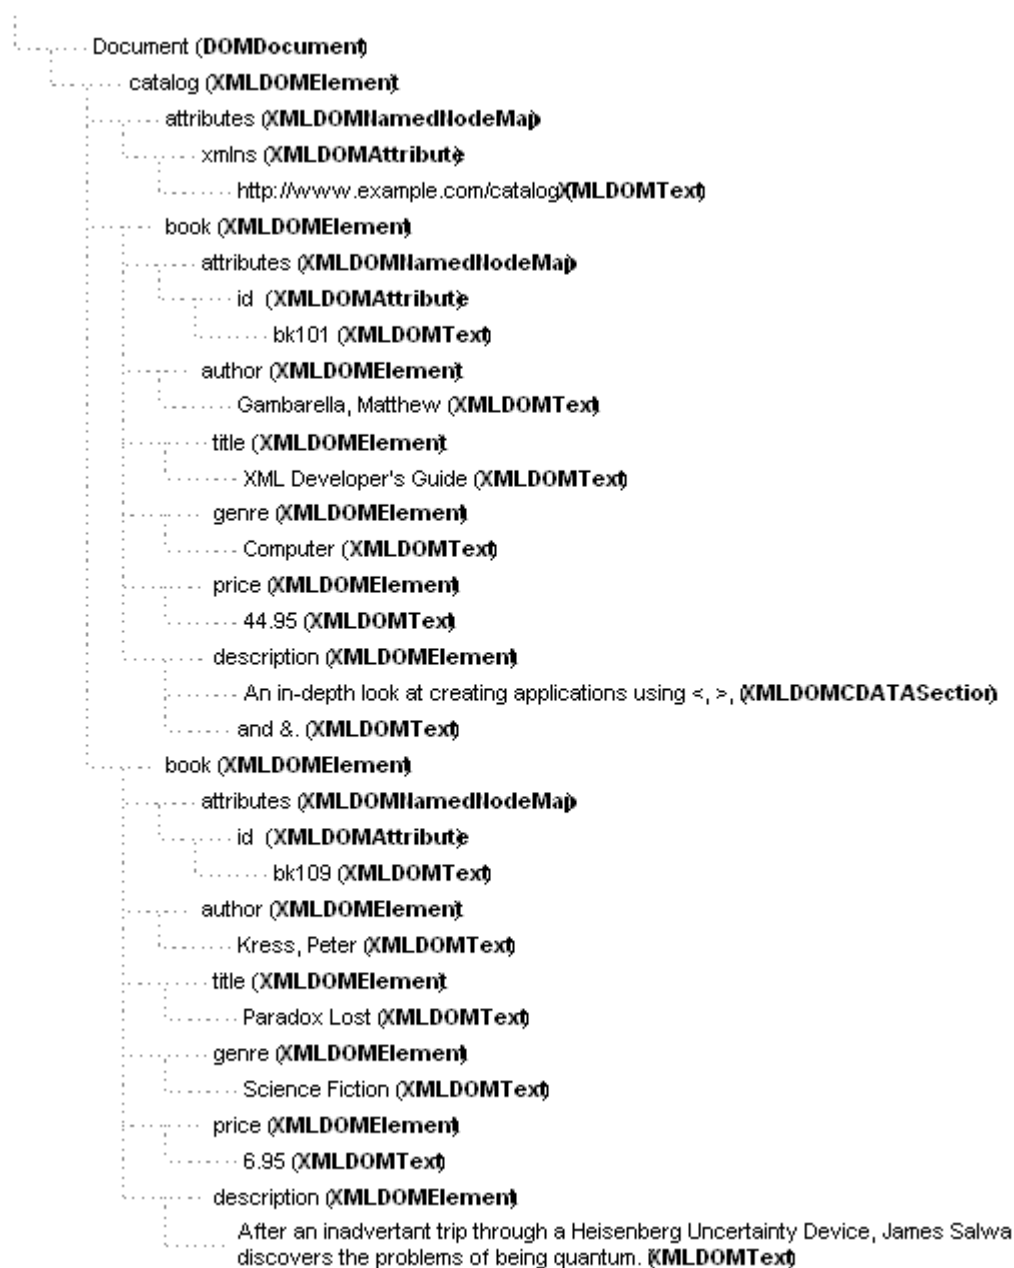 Document (DOMDocument)
catalog (XMLDOMElement)
attributes (XMLDOMNamedNodeMap)
xmlns (XMLDOMAttribute)
http://www.example.com/catalog(XMLDOMText)
book (XMLDOMElement)
attributes (XMLDOMNamedNodeMap)
id (XMLDOMAttribute)
bk101 (XMLDOMText)
author (XMLDOMElement)
Gambarella, Matthew (XMLDOMText)
title (XMLDOMElement)
XML Developer's Guide (XMLDOMText)
genre (XMLDOMElement)
Computer (XMLDOMText)
price (XMLDOMElement)
44.95 (XMLDOMText)
description (XMLDOMElement)
An in-depth look at creating applications using <, >, (XMLDOMCDATASection)
and &. (XMLDOMText)
book (XMLDOMElement)
attributes (XMLDOMNamedNodeMap)
id (XMLDOMAttribute)
bk109 (XMLDOMText)
author (XMLDOMElement)
Kress, Peter (XMLDOMText)
title (XMLDOMElement)
Paradox Lost (XMLDOMText)
genre (XMLDOMElement)
Science Fiction (XMLDOMText)
price (XMLDOMElement)
6.95 (XMLDOMText)
description (XMLDOMElement)
After an inadvertant trip through a Heisenberg Uncertainty Device, James Salwa
discovers the problems of being quantum. (XMLDOMText)